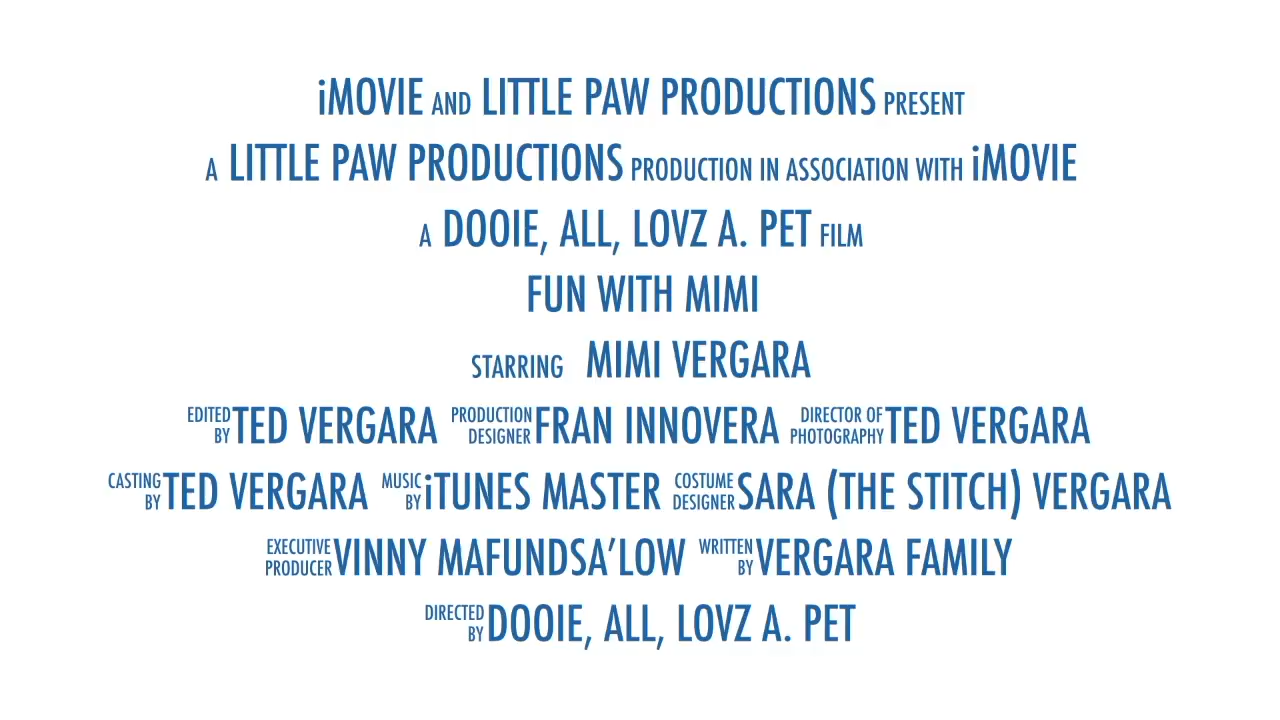 iMOVIE AND LITTLE PAW PRODUCTIONS PRESENT
A LITTLE PAW PRODUCTIONS PRODUCTION IN ASSOCIATION WITH iMOVIE
A DOOIE, ALL, LOVZ A. PET FILM
FUN WITH MIMI
STARRING MIMI VERGARA
EDITED BY TED VERGARA PRODUCTION DESIGNER FRAN INNOVERA DIRECTOR OF PHOTOGRAPHY TED VERGARA
CASTING BY TED VERGARA MUSIC BY iTUNES MASTER COSTUME DESIGNER SARA (THE STITCH) VERGARA
EXECUTIVE PRODUCER VINNY MAFUNDSA’LOW WRITTEN BY VERGARA FAMILY
DIRECTED BY DOOIE, ALL, LOVZ A. PET